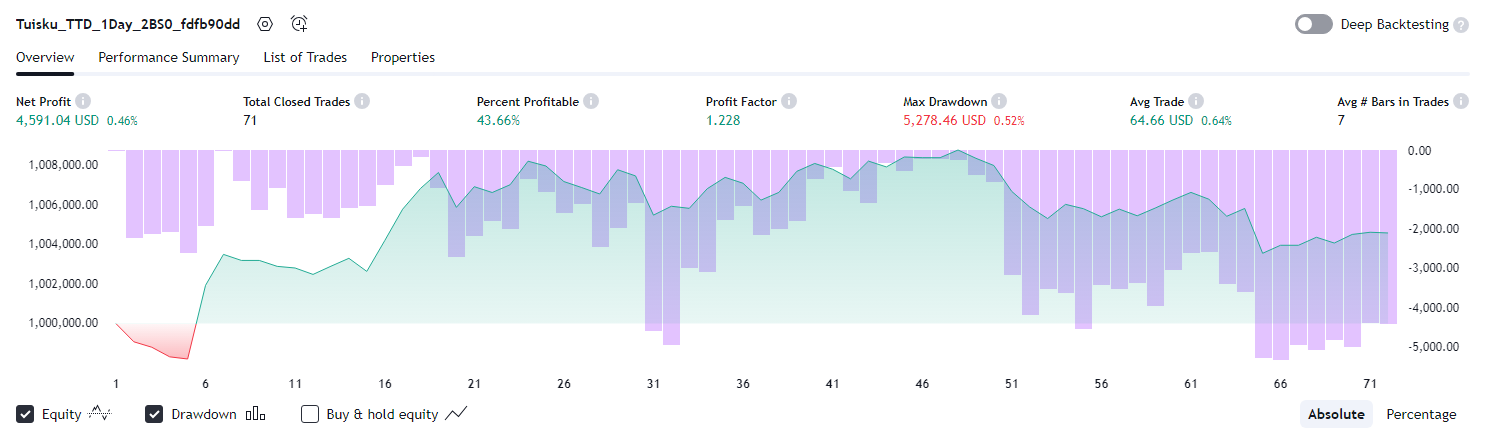 Tuisku_TTD_1Day_2BS0_fdfb90dd Deep Backtesting ?
Overview Performance Summary List of Trades Properties
Net Profit i Total Closed Trades i Percent Profitable i Profit Factor i Max Drawdown i Avg Trade i Avg # Bars in Trades i
4,591.04 USD 0.46% 71 43.66% 1.228 5,278.46 USD 0.52% 64.66 USD 0.64% 7
0.00
1,008,000.00
-1,000.00
1,006,000.00
-2,000.00
1,004,000.00
-3,000.00
1,002,000.00
-4,000.00
1,000,000.00
-5,000.00
1 6 11 16 21 26 31 36 41 46 51 56 61 66 71
Equity Drawdown Buy & hold equity Absolute Percentage